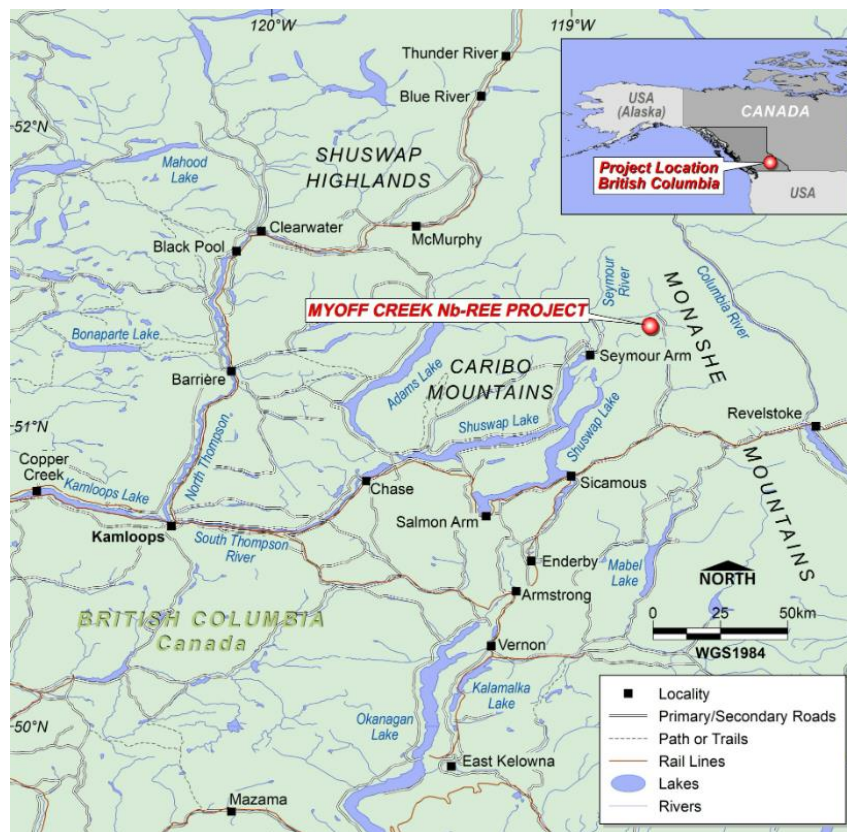 120°W
119°W
Thunder River
Blue River
52°N
USA
(Alaska)
CANADA
Project Location
British Columbia
USA
Mahood
Lake
SHUSWAP
HIGHLANDS
Clearwater
Black Pool
McMurphy
Seymour
River
MONASHE
Columbia
River
MYOFF CREEK Nb-REE PROJECT
Bonaparte Lake
Barrière
Adams Lake
CARIBO
MOUNTAINS
Seymour Arm
51°N
North Thompson
Shuswap Lake
Shuswap Lake
Revelstoke
Copper
Creek
Kamloops Lake
Chase
Sicamous
MOUNTAINS
Kamloops
South Thompson
River
Salmon Arm
Enderby
Mabel
Lake
Armstrong
NORTH
0 25 50km
WGS1984
BRITISH COLUMBIA
Canada
Vernon
Kalamalka
Lake
Okanagan
Lake
50°N
East Kelowna
Mazama
Locality
Primary/Secondary Roads
Path or Trails
Rail Lines
Lakes
Rivers